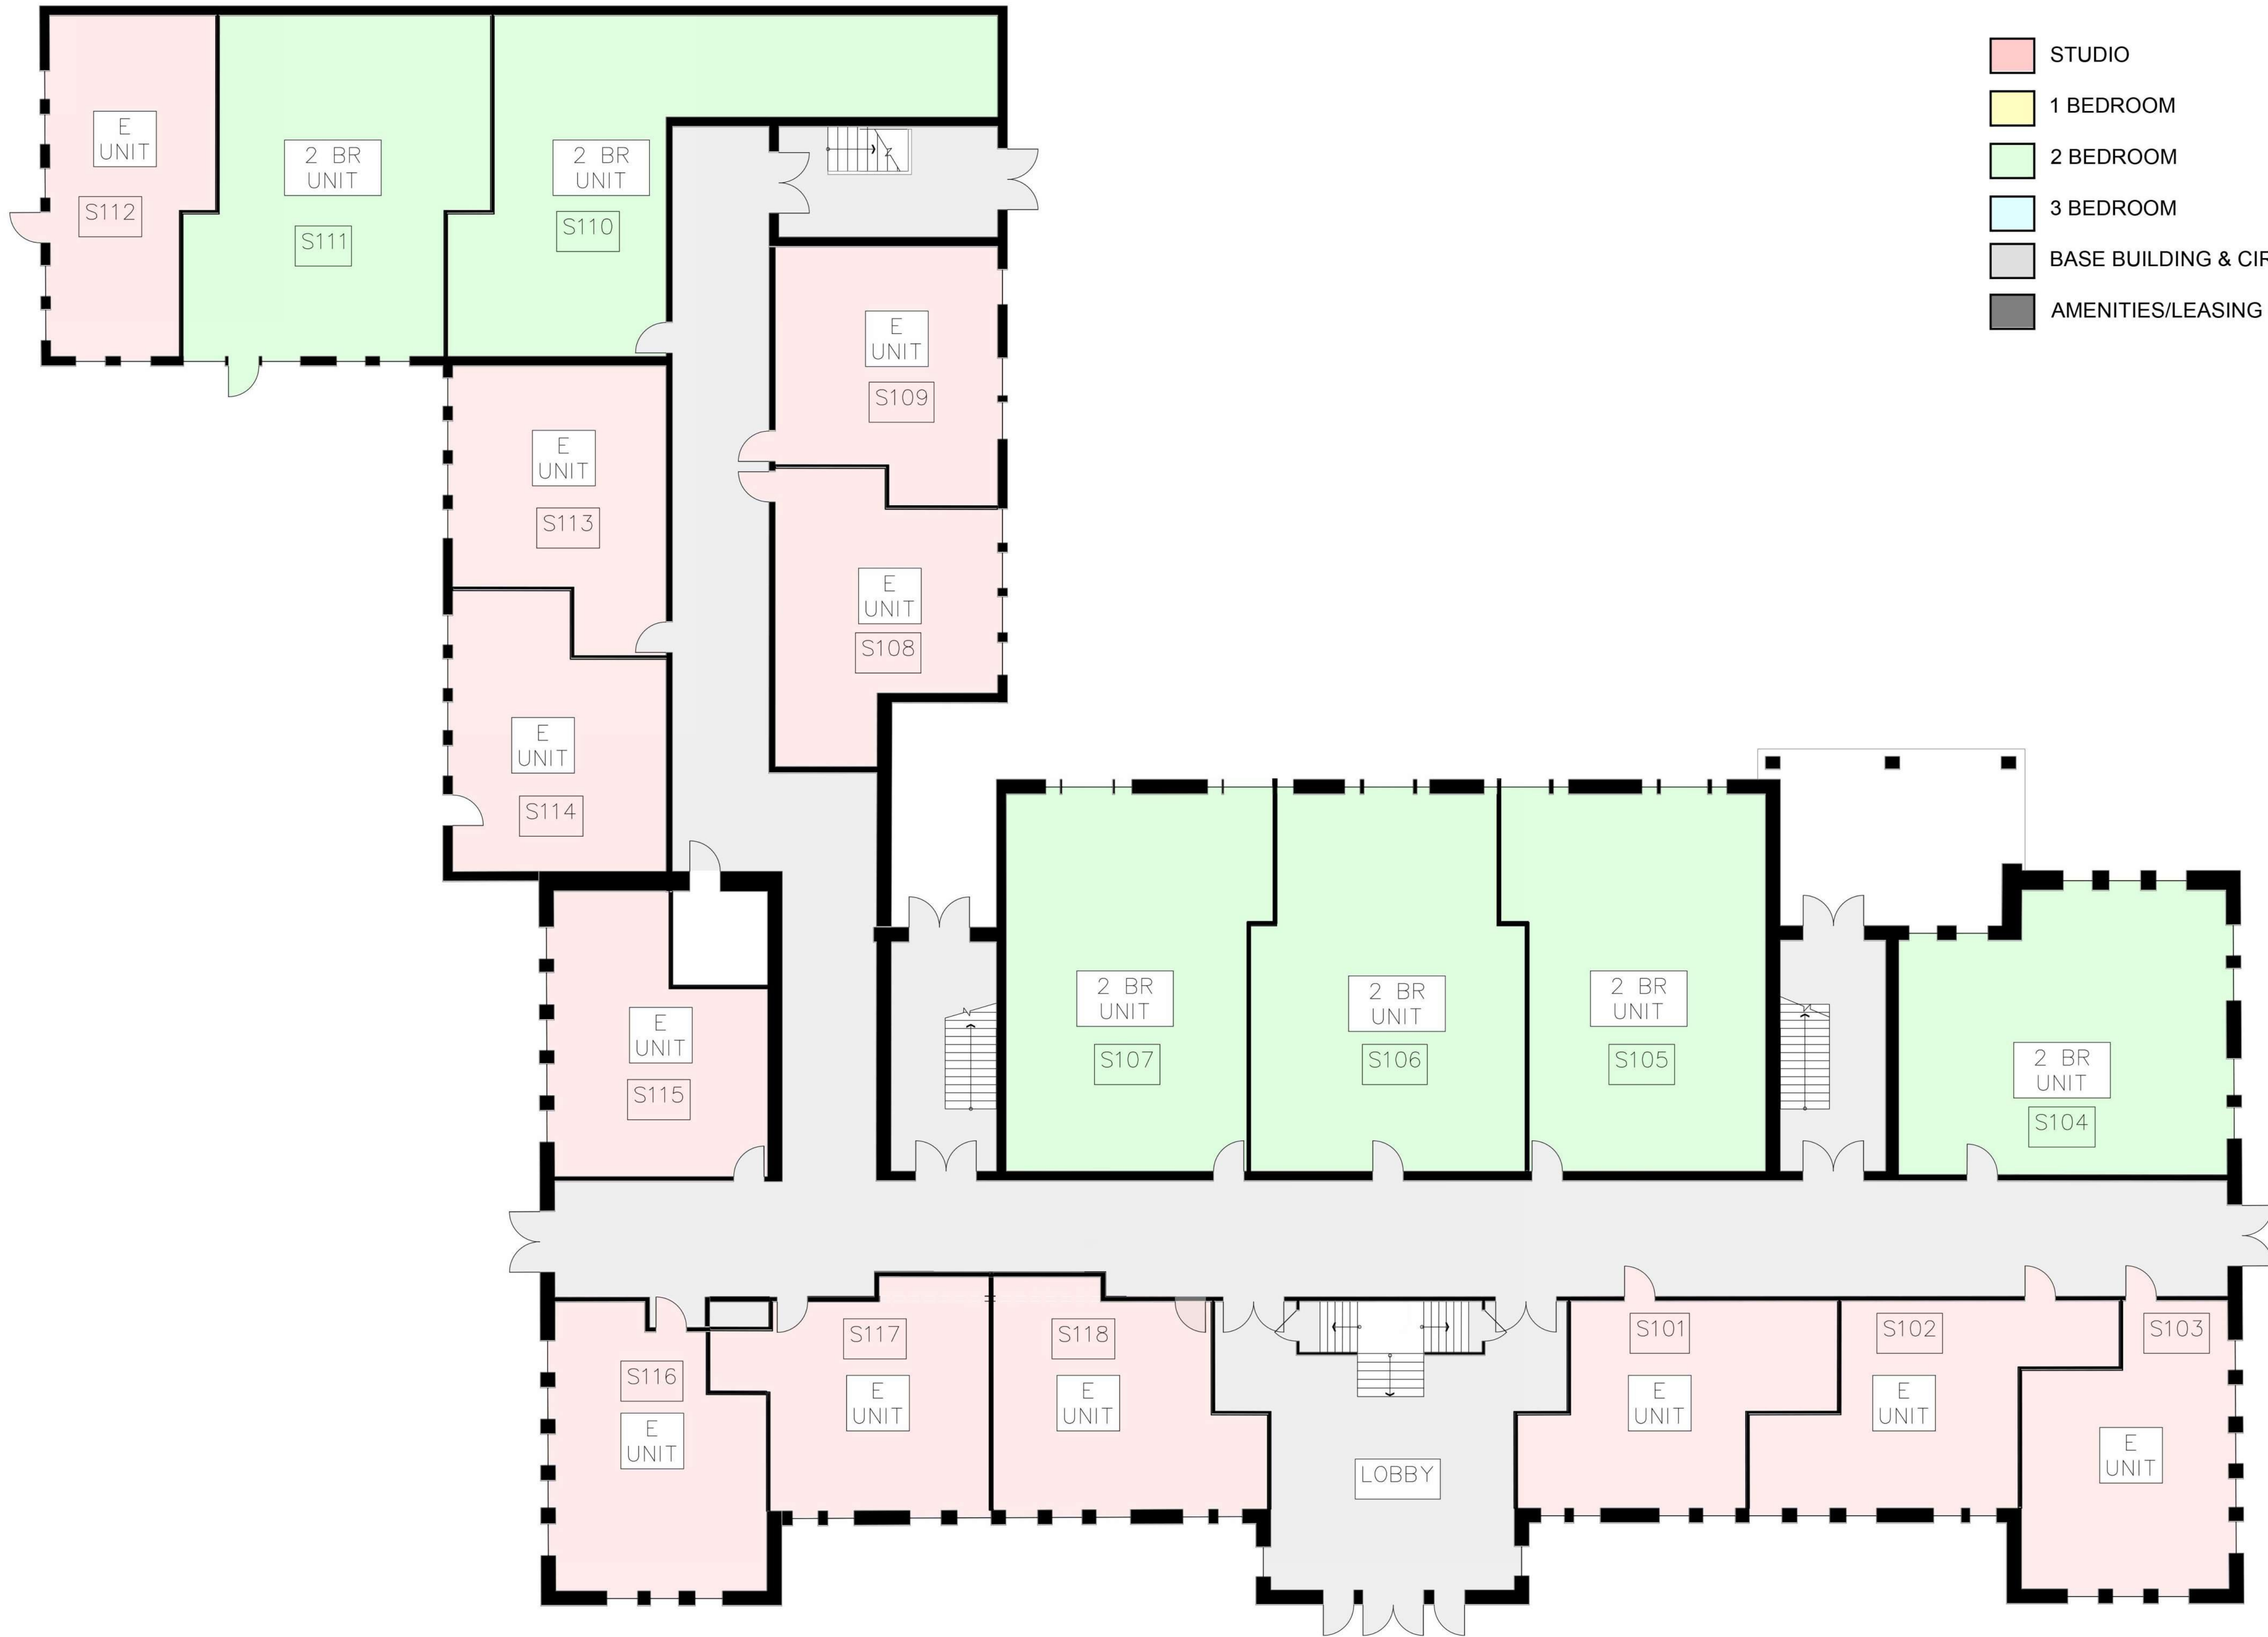 STUDIO
1 BEDROOM
2 BEDROOM
3 BEDROOM
BASE BUILDING & CIR
AMENITIES/LEASING
E
UNIT
S112
2 BR
UNIT
S111
2 BR
UNIT
S110
E
UNIT
S109
E
UNIT
S113
E
UNIT
S108
E
UNIT
S114
2 BR
UNIT
S107
2 BR
UNIT
S106
2 BR
UNIT
S105
E
UNIT
S115
2 BR
UNIT
S104
S116
E
UNIT
S117
E
UNIT
S118
E
UNIT
LOBBY
S101
E
UNIT
S102
E
UNIT
S103
E
UNIT